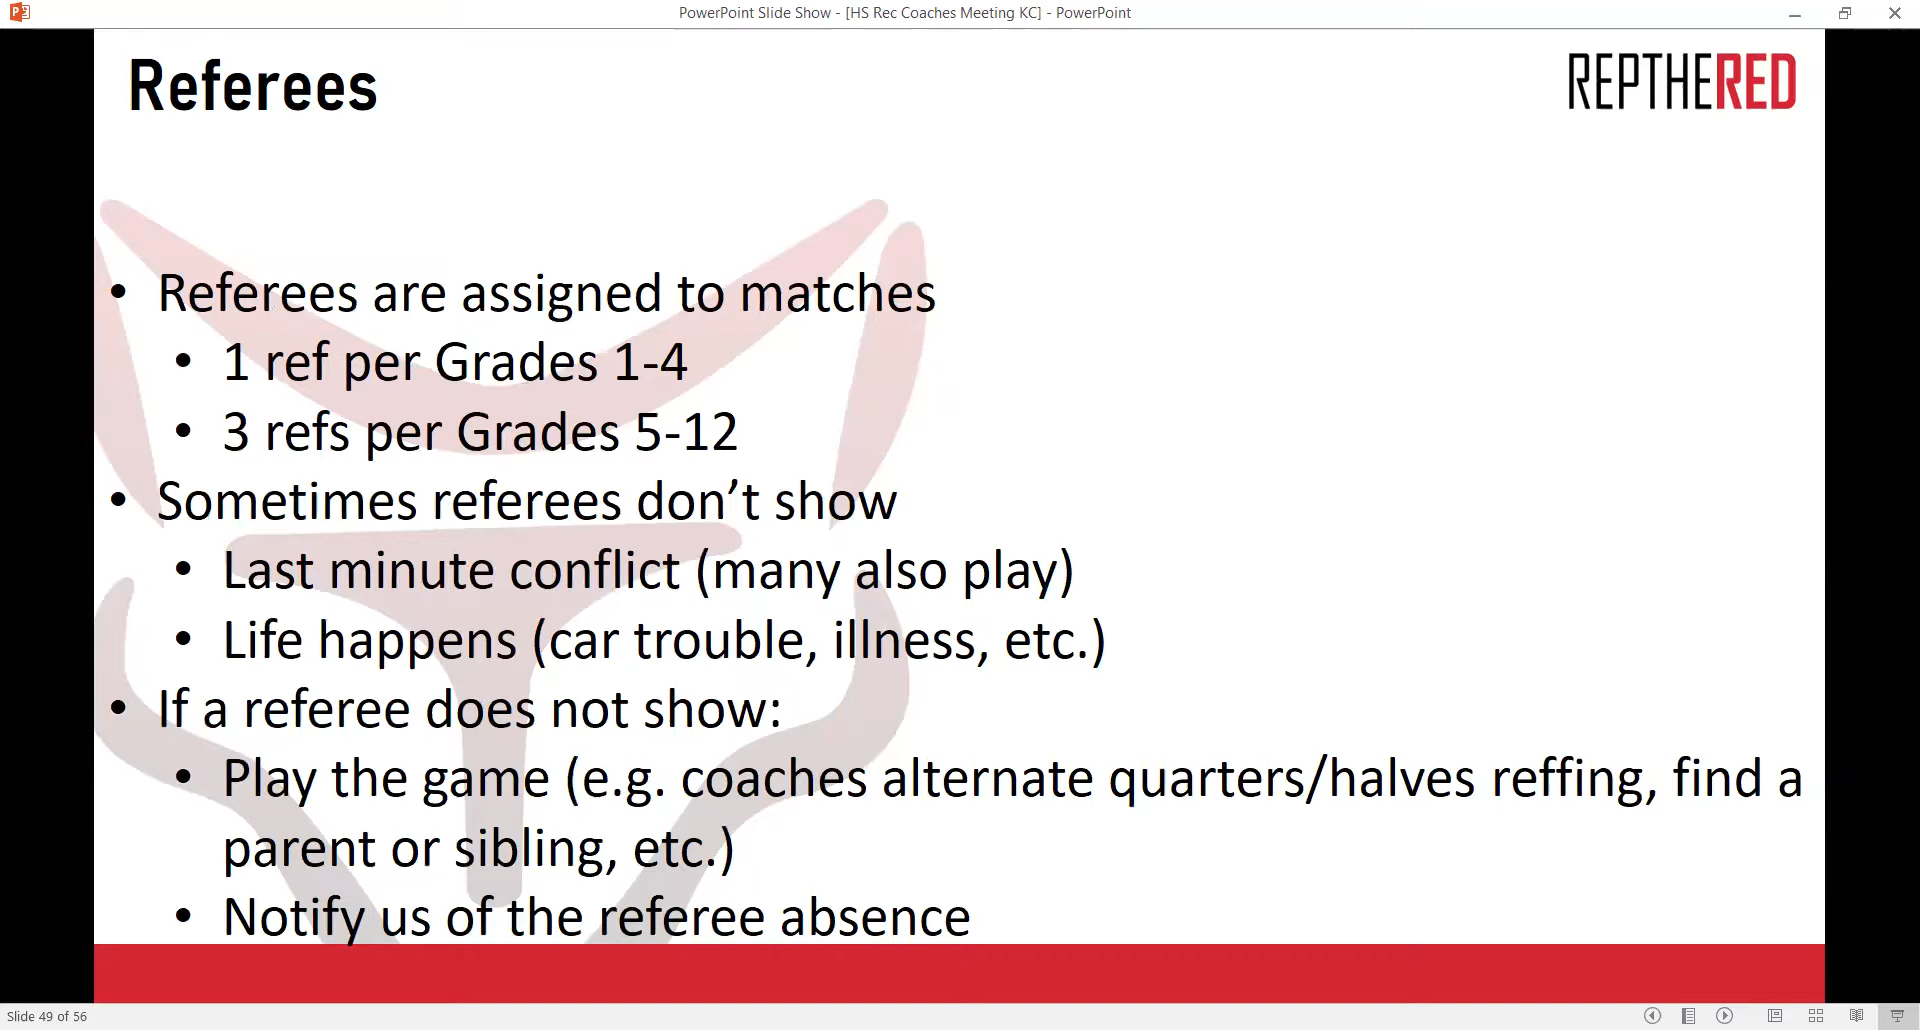 PowerPoint Slide Show - [HS Rec Coaches Meeting KC] - PowerPoint
Referees
REPTHERED
• Referees are assigned to matches
• 1 ref per Grades 1-4
• 3 refs per Grades 5-12
• Sometimes referees don’t show
• Last minute conflict (many also play)
• Life happens (car trouble, illness, etc.)
• If a referee does not show:
• Play the game (e.g. coaches alternate quarters/halves reffing, find a
parent or sibling, etc.)
• Notify us of the referee absence
Slide 49 of 56